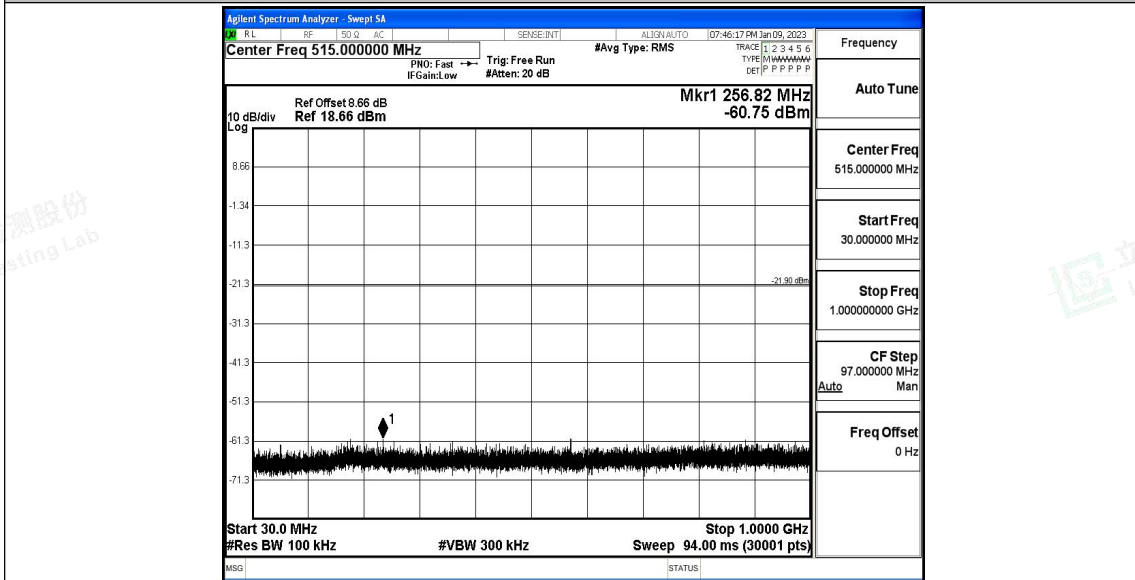 Agilent Spectrum Analyzer - Swept SA
RL RF 50 Ω AC SENSE:INT ALIGN AUTO 07:46:17 PM Jan 09, 2023
Center Freq 515.000000 MHz
#Avg Type: RMS
TRACE 1 2 3 4 5 6
PNO: Fast Trig: Free Run
TYPE M
IFGain:Low #Atten: 20 dB
DET P P P P P P
Frequency
Auto Tune
Mkr1 256.82 MHz
-60.75 dBm
Ref Offset 8.66 dB
10 dB/div Ref 18.66 dBm
Log
8.66
-1.34
-11.3
-21.3
-21.90 dBm
-31.3
-41.3
-51.3
1
-61.3
-71.3
Center Freq
515.000000 MHz
Start Freq
30.000000 MHz
Stop Freq
1.000000000 GHz
CF Step
97.000000 MHz
Auto Man
Freq Offset
0 Hz
Start 30.0 MHz Stop 1.0000 GHz
#Res BW 100 kHz #VBW 300 kHz Sweep 94.00 ms (30001 pts)
MSG STATUS
测股份
sting Lab
立